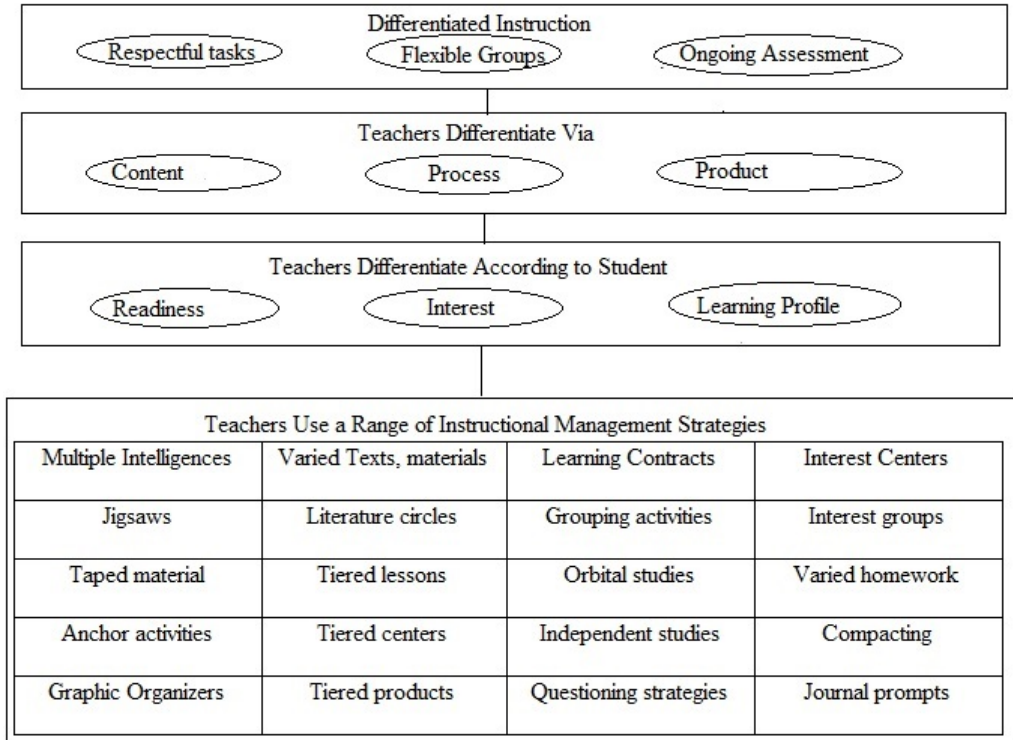 Differentiated Instruction
Respectful tasks Flexible Groups Ongoing Assessment
Teachers Differentiate Via
Content Process Product
Teachers Differentiate According to Student
Readiness Interest Learning Profile
Teachers Use a Range of Instructional Management Strategies
Multiple Intelligences Varied Texts, materials Learning Contracts Interest Centers
Jigsaws Literature circles Grouping activities Interest groups
Taped material Tiered lessons Orbital studies Varied homework
Anchor activities Tiered centers Independent studies Compacting
Graphic Organizers Tiered products Questioning strategies Journal prompts